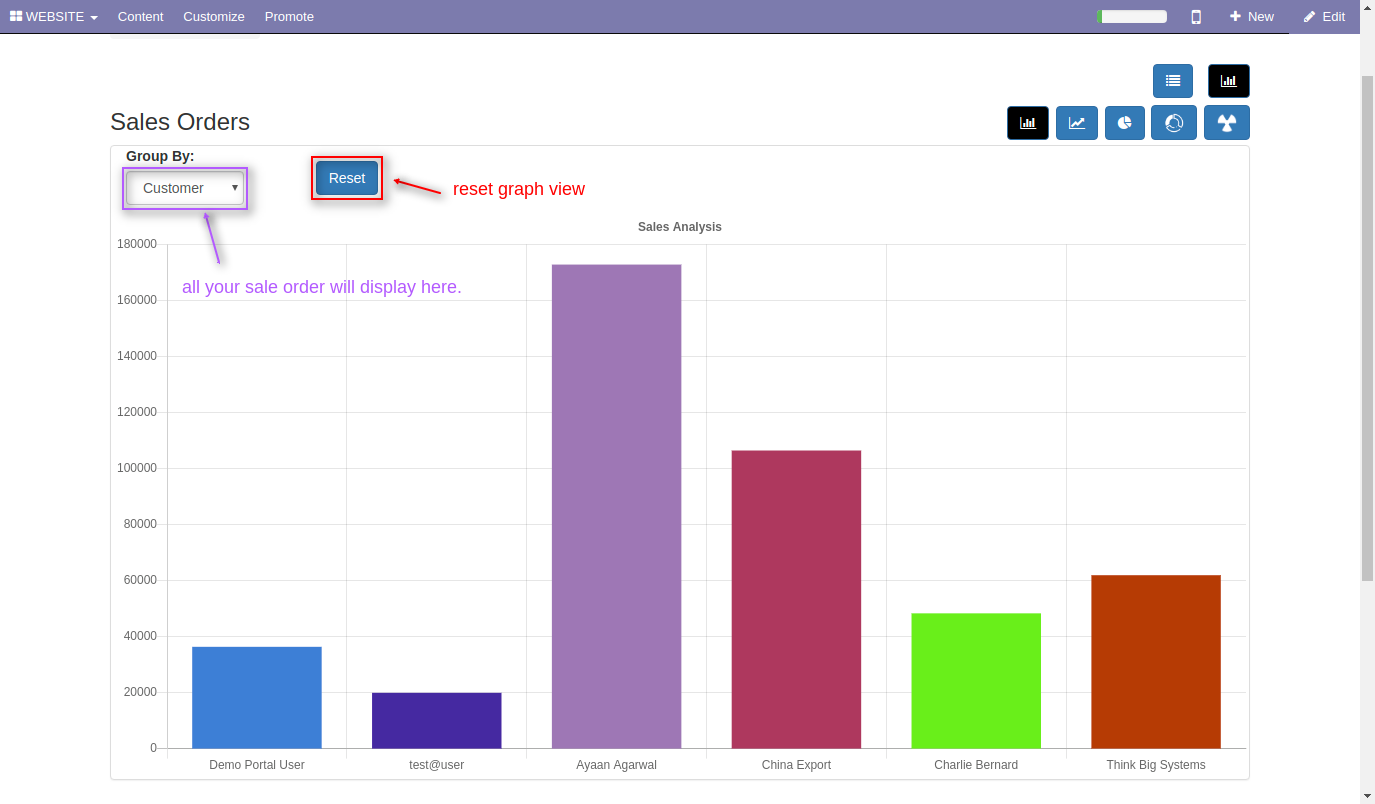 WEBSITE Content Customize Promote New Edit
Sales Orders
Group By:
Customer
Reset
reset graph view
all your sale order will display here.
Sales Analysis
180000
160000
140000
120000
100000
80000
60000
40000
20000
0
Demo Portal User test@user Ayaan Agarwal China Export Charlie Bernard Think Big Systems